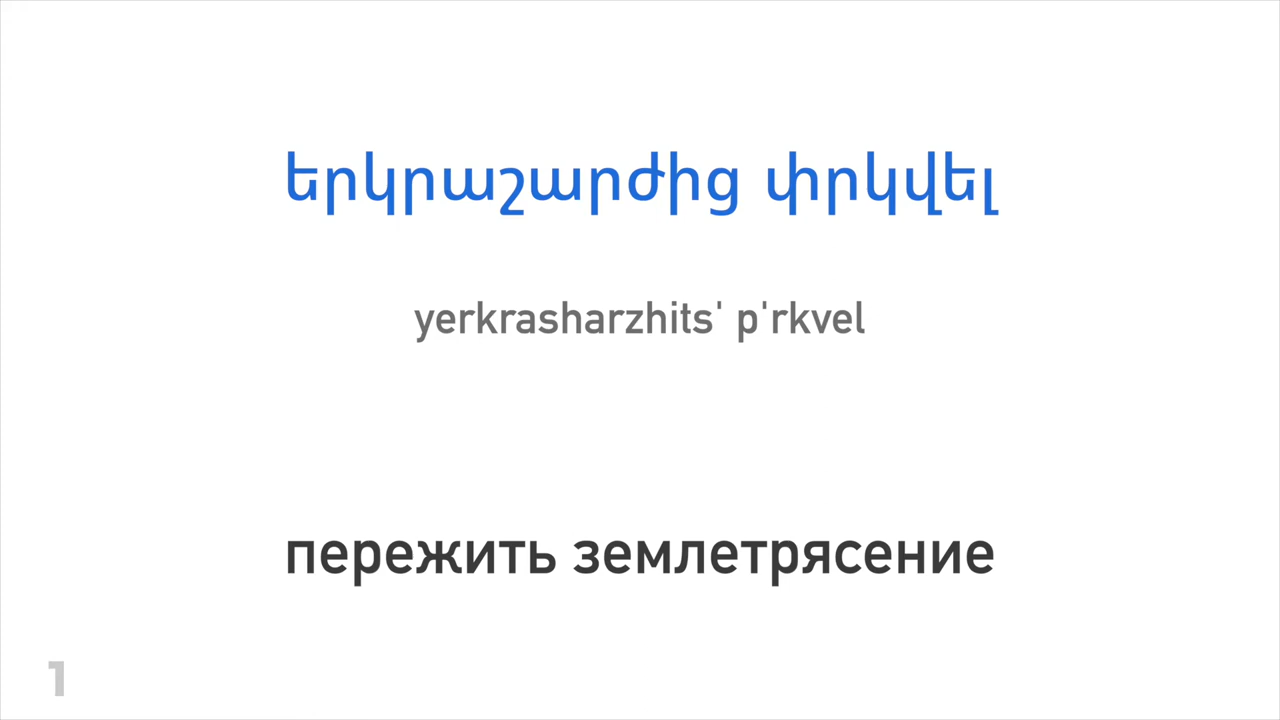 երկրաշարժից փրկվել
yerkrasharzhits' p'rkvel
пережить землетрясение
1